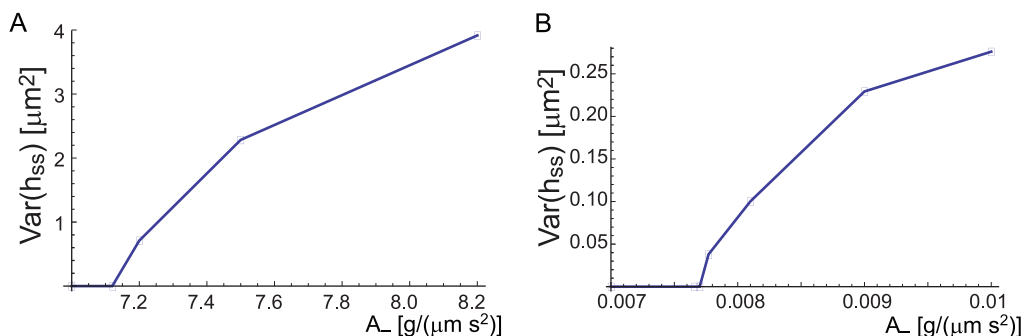 A
Var(hss) [μm²]
4
3
2
1
7.2 7.4 7.6 7.8 8.0 8.2
A_ [g/(μm s²)]
B
Var(hss) [μm²]
0.25
0.20
0.15
0.10
0.05
0.007 0.008 0.009 0.01
A_ [g/(μm s²)]